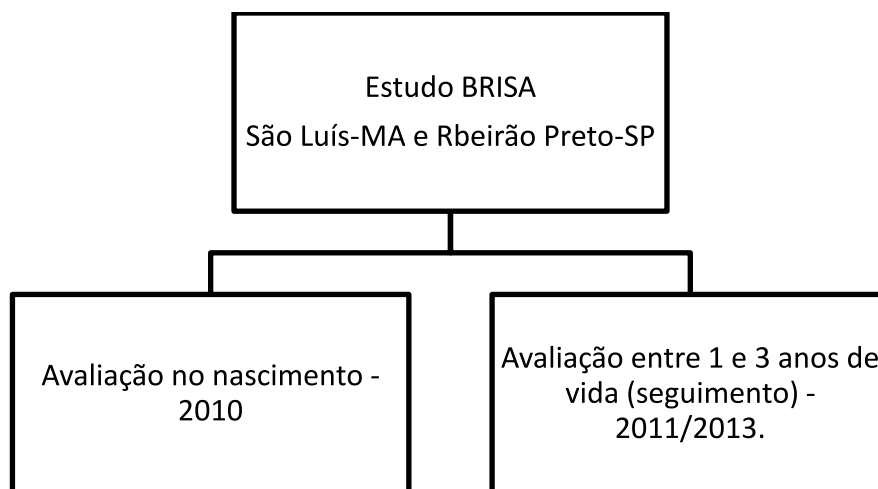 Estudo BRISA
São Luís-MA e Rbeirão Preto-SP
Avaliação no nascimento -
2010
Avaliação entre 1 e 3 anos de
vida (seguimento) -
2011/2013.